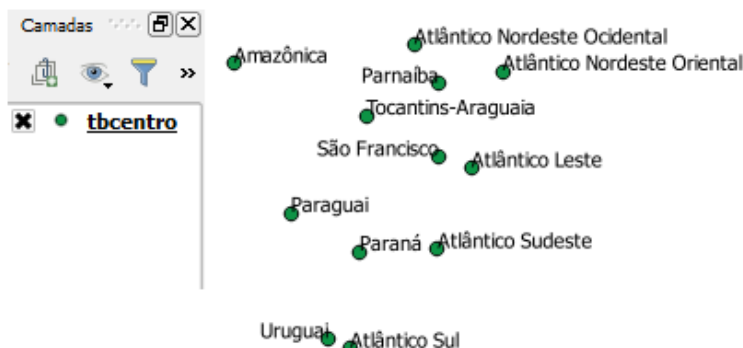 Camadas
»
tbcentro
Atlântico Nordeste Ocidental
Amazônica
Atlântico Nordeste Oriental
Parnaíba
Tocantins-Araguaia
São Francisco
Atlântico Leste
Paraguai
Paraná
Atlântico Sudeste
Uruguai
Atlântico Sul